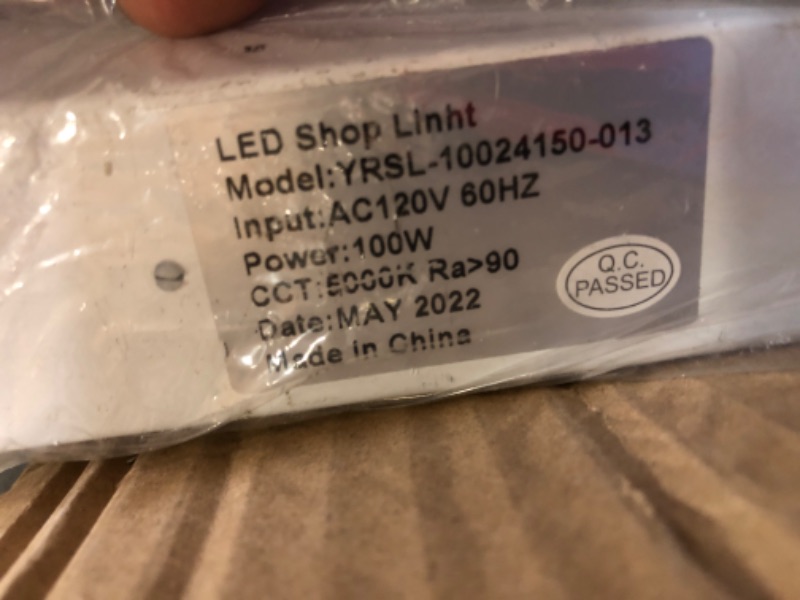 LED Shop Linht
Model:YRSL-10024150-013
Input:AC120V 60HZ
Power:100W
CCT:5000K Ra>90
Date:MAY 2022
Made in China
Q.C.
PASSED